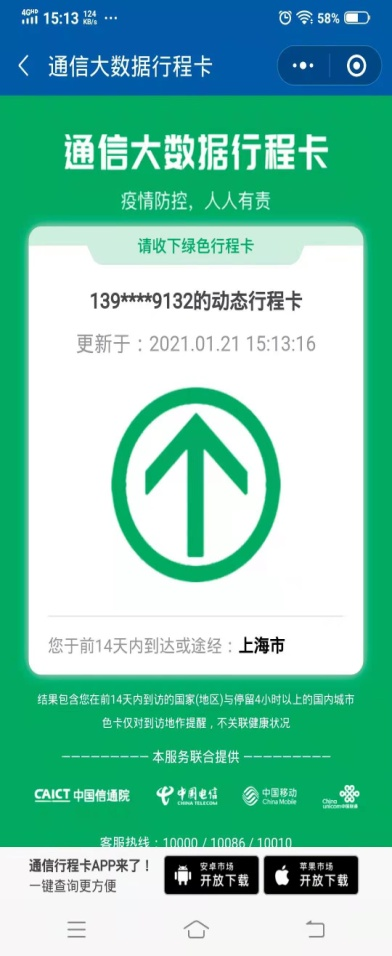 4GHD 15:13 124 KB/s ··· 58%
通信大数据行程卡
通信大数据行程卡
疫情防控，人人有责
请收下绿色行程卡
139****9132的动态行程卡
更新于：2021.01.21 15:13:16
您于前14天内到达或途经：上海市
结果包含您在前14天内到访的国家(地区)与停留4小时以上的国内城市
色卡仅对到访地作提醒，不关联健康状况
本服务联合提供
CAICT 中国信通院 中国电信 CHINA TELECOM 中国移动 China Mobile China unicom中国联通
客服热线：10000 / 10086 / 10010
通信行程卡APP来了！
一键查询更方便
安卓市场
开放下载
苹果市场
开放下载